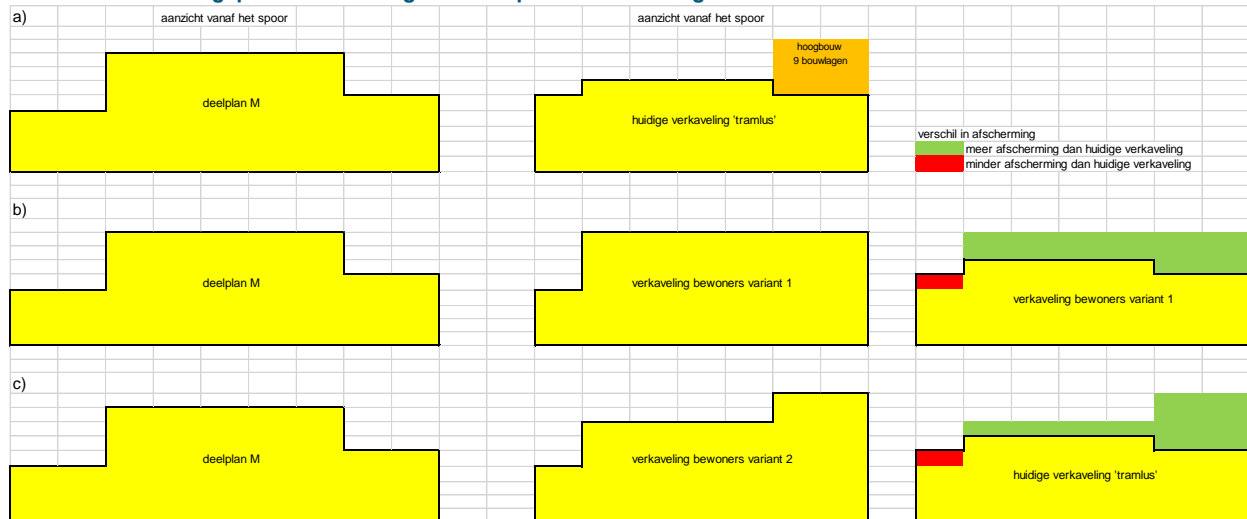 a)
aanzicht vanaf het spoor
aanzicht vanaf het spoor
hoogbouw
9 bouwlagen
deelplan M
huidige verkaveling 'tramlus'
verschil in afscherming
meer afscherming dan huidige verkaveling
minder afscherming dan huidige verkaveling
b)
deelplan M
verkaveling bewoners variant 1
verkaveling bewoners variant 1
c)
deelplan M
verkaveling bewoners variant 2
huidige verkaveling 'tramlus'